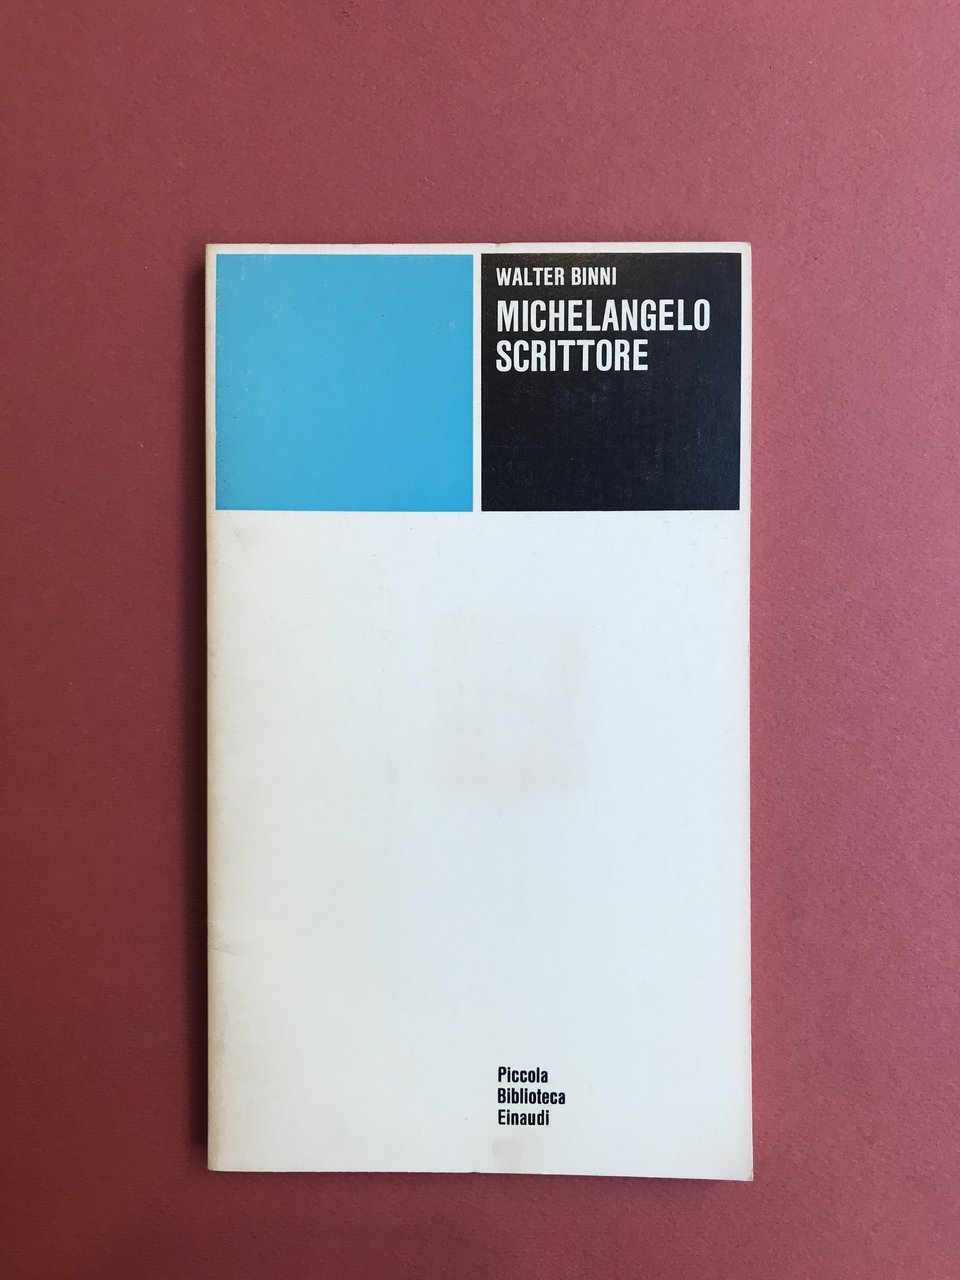 WALTER BINNI
MICHELANGELO
SCRITTORE
Piccola
Biblioteca
Einaudi